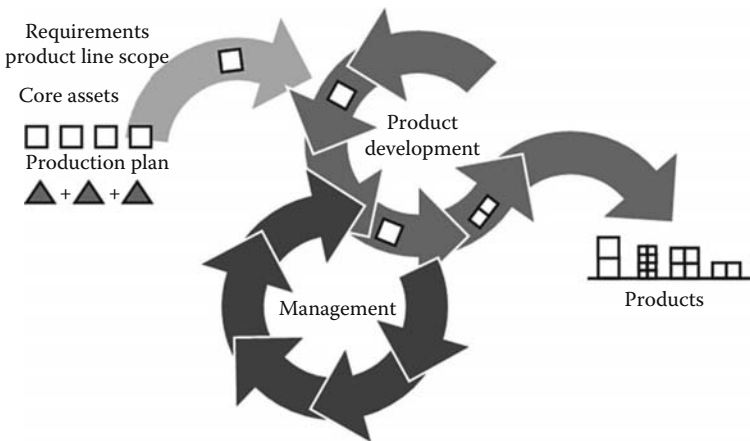 Requirements
product line scope
Core assets
Production plan
+ +
Product
development
Management
Products